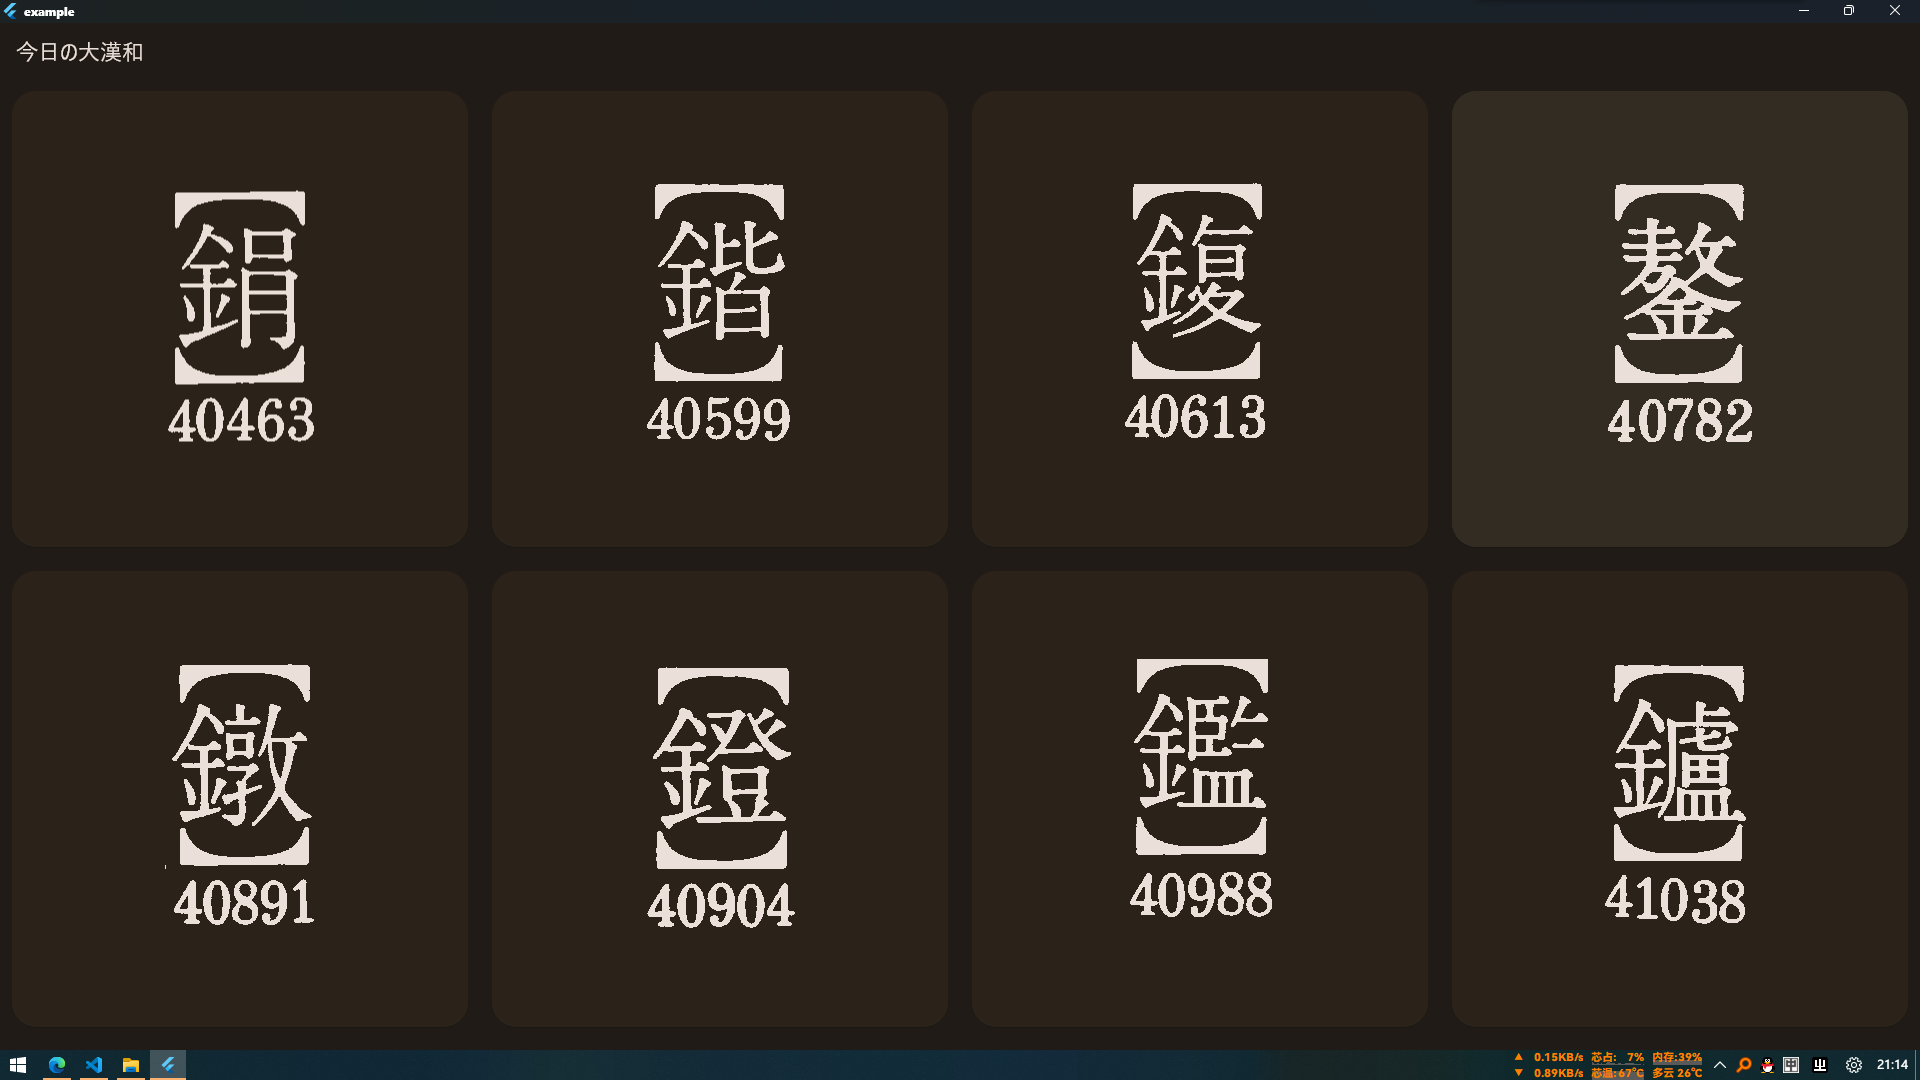 example
今日の大漢和
【鋗】
40463
【鍇】
40599
【鍑】
40613
【鏊】
40782
【鐓】
40891
【鐙】
40904
【鑑】
40988
【鑪】
41038
▲ 0.15KB/s 芯占: 7% 内存:39%
▼ 0.89KB/s 芯温:67°C 多云 26°C
21:14